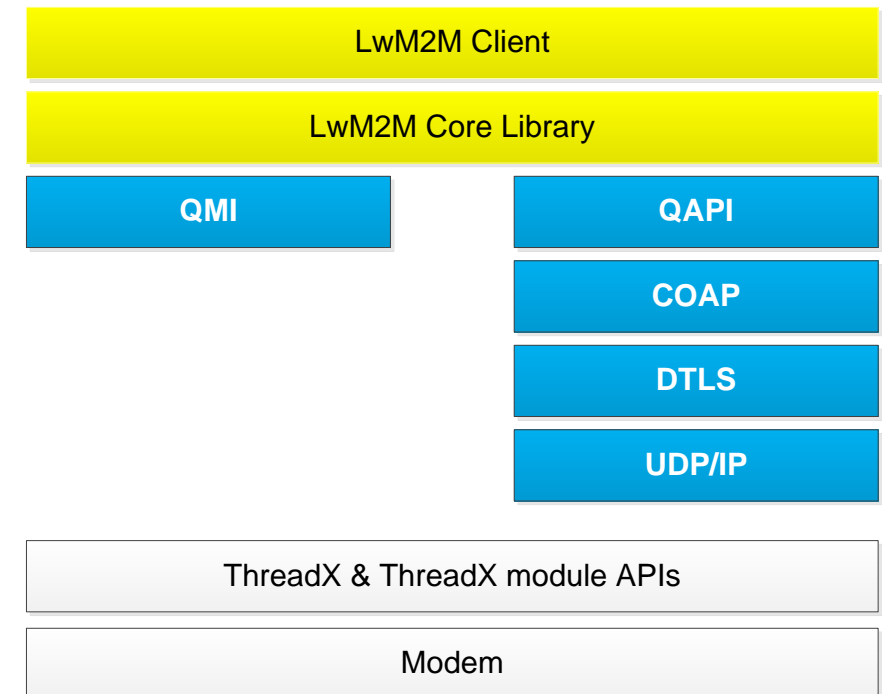 LwM2M Client
LwM2M Core Library
QMI
QAPI
COAP
DTLS
UDP/IP
ThreadX & ThreadX module APIs
Modem